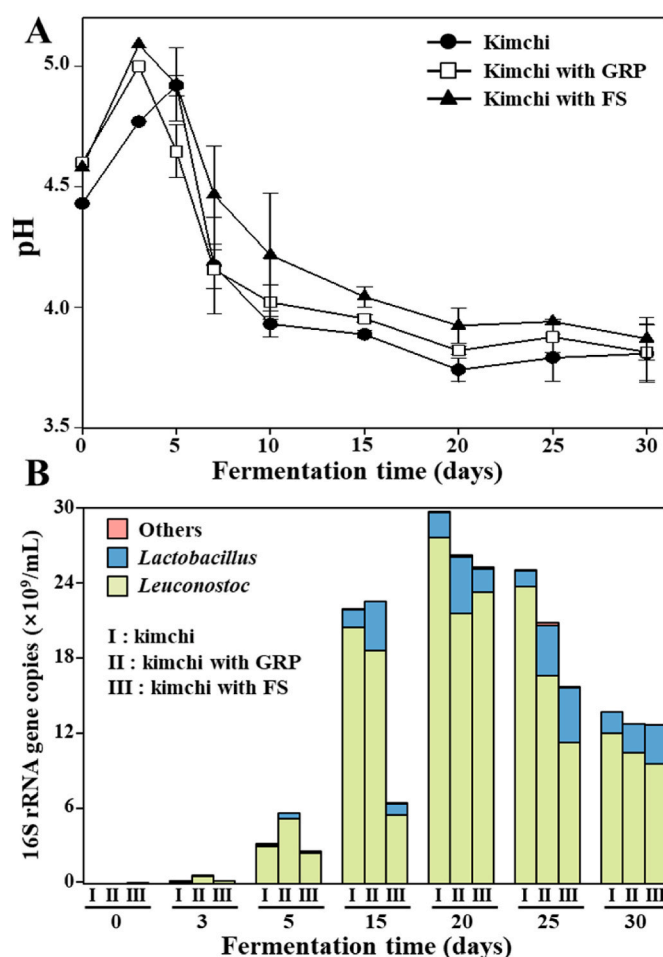 A
5.0
4.5
4.0
3.5
pH
Kimchi
Kimchi with GRP
Kimchi with FS
0 5 10 15 20 25 30
Fermentation time (days)
B
30
24
18
12
6
0
16S rRNA gene copies (×10⁹/mL)
Others
Lactobacillus
Leuconostoc
I : kimchi
II : kimchi with GRP
III : kimchi with FS
I II III I II III I II III I II III I II III I II III I II III
0 3 5 15 20 25 30
Fermentation time (days)